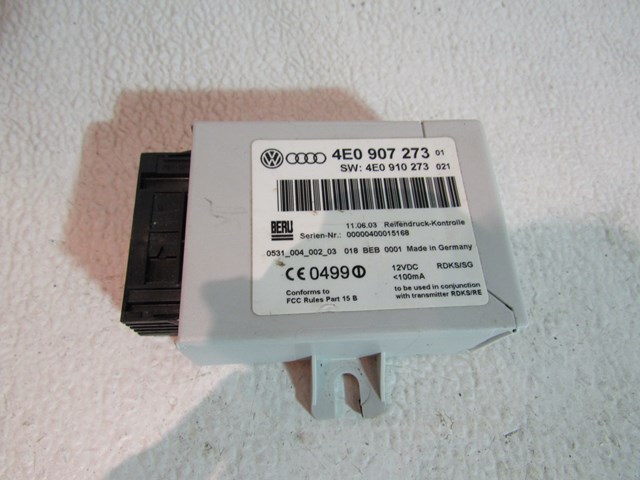 4E0 907 273 01
SW: 4E0 910 273 021
BERU
11.06.03 Reifendruck-Kontrolle
Serien-Nr.: 00000400015168
0531_004_002_03 018 BEB 0001 Made in Germany
CE0499
12VDC RDKS/SG
<100mA
Conforms to
FCC Rules Part 15 B
to be used in conjunction
with transmitter RDKS/RE